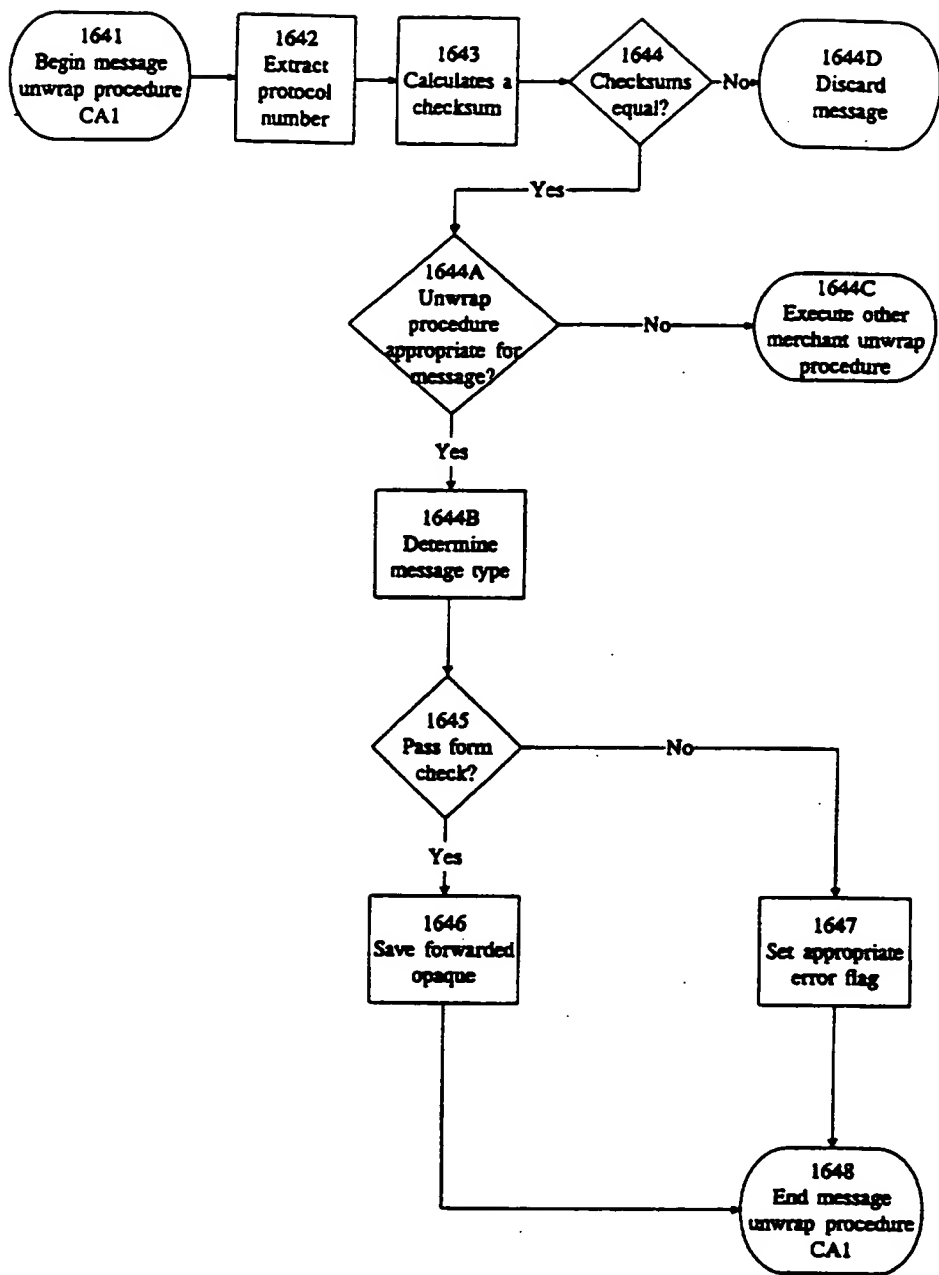 1641
Begin message
unwrap procedure
CA1
1642
Extract
protocol
number
1643
Calculates a
checksum
1644
Checksums
equal?
No
1644D
Discard
message
Yes
1644A
Unwrap
procedure
appropriate for
message?
No
1644C
Execute other
merchant unwrap
procedure
Yes
1644B
Determine
message type
1645
Pass form
check?
No
Yes
1646
Save forwarded
opaque
1647
Set appropriate
error flag
1648
End message
unwrap procedure
CA1